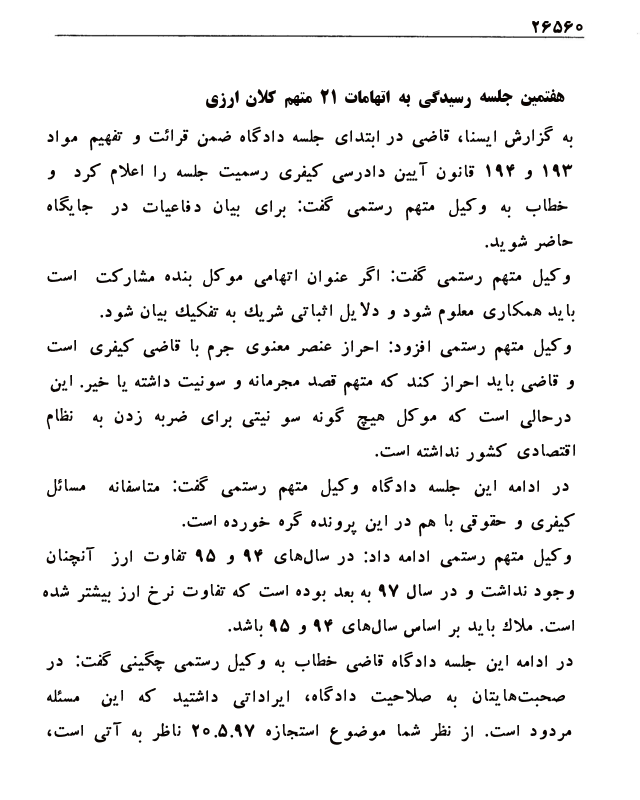 ۲۶۵۶۰
هفتمین جلسه رسیدگی به اتهامات ۲۱ متهم کلان ارزی
به گزارش ایسنا، قاضی در ابتدای جلسه دادگاه ضمن قرائت و تفهیم مواد
۱۹۳ و ۱۹۴ قانون آیین دادرسی کیفری رسمیت جلسه را اعلام کرد و
خطاب به وکیل متهم رستمی گفت: برای بیان دفاعیات در جایگاه
حاضر شوید.
وکیل متهم رستمی گفت: اگر عنوان اتهامی موکل بنده مشارکت است
باید همکاری معلوم شود و دلایل اثباتی شریك به تفکیك بیان شود.
وکیل متهم رستمی افزود: احراز عنصر معنوی جرم با قاضی کیفری است
و قاضی باید احراز کند که متهم قصد مجرمانه و سونیت داشته یا خیر. این
درحالی است که موکل هیچ گونه سو نیتی برای ضربه زدن به نظام
اقتصادی کشور نداشته است.
در ادامه این جلسه دادگاه وکیل متهم رستمی گفت: متاسفانه مسائل
کیفری و حقوقی با هم در این پرونده گره خورده است.
وکیل متهم رستمی ادامه داد: در سال‌های ۹۴ و ۹۵ تفاوت ارز آنچنان
وجود نداشت و در سال ۹۷ به بعد بوده است که تفاوت نرخ ارز بیشتر شده
است. ملاك باید بر اساس سال‌های ۹۴ و ۹۵ باشد.
در ادامه این جلسه دادگاه قاضی خطاب به وکیل رستمی چگینی گفت: در
صحبت‌هایتان به صلاحیت دادگاه، ایراداتی داشتید که این مسئله
مردود است. از نظر شما موضوع استجازه ۲۰.۵.۹۷ ناظر به آتی است،